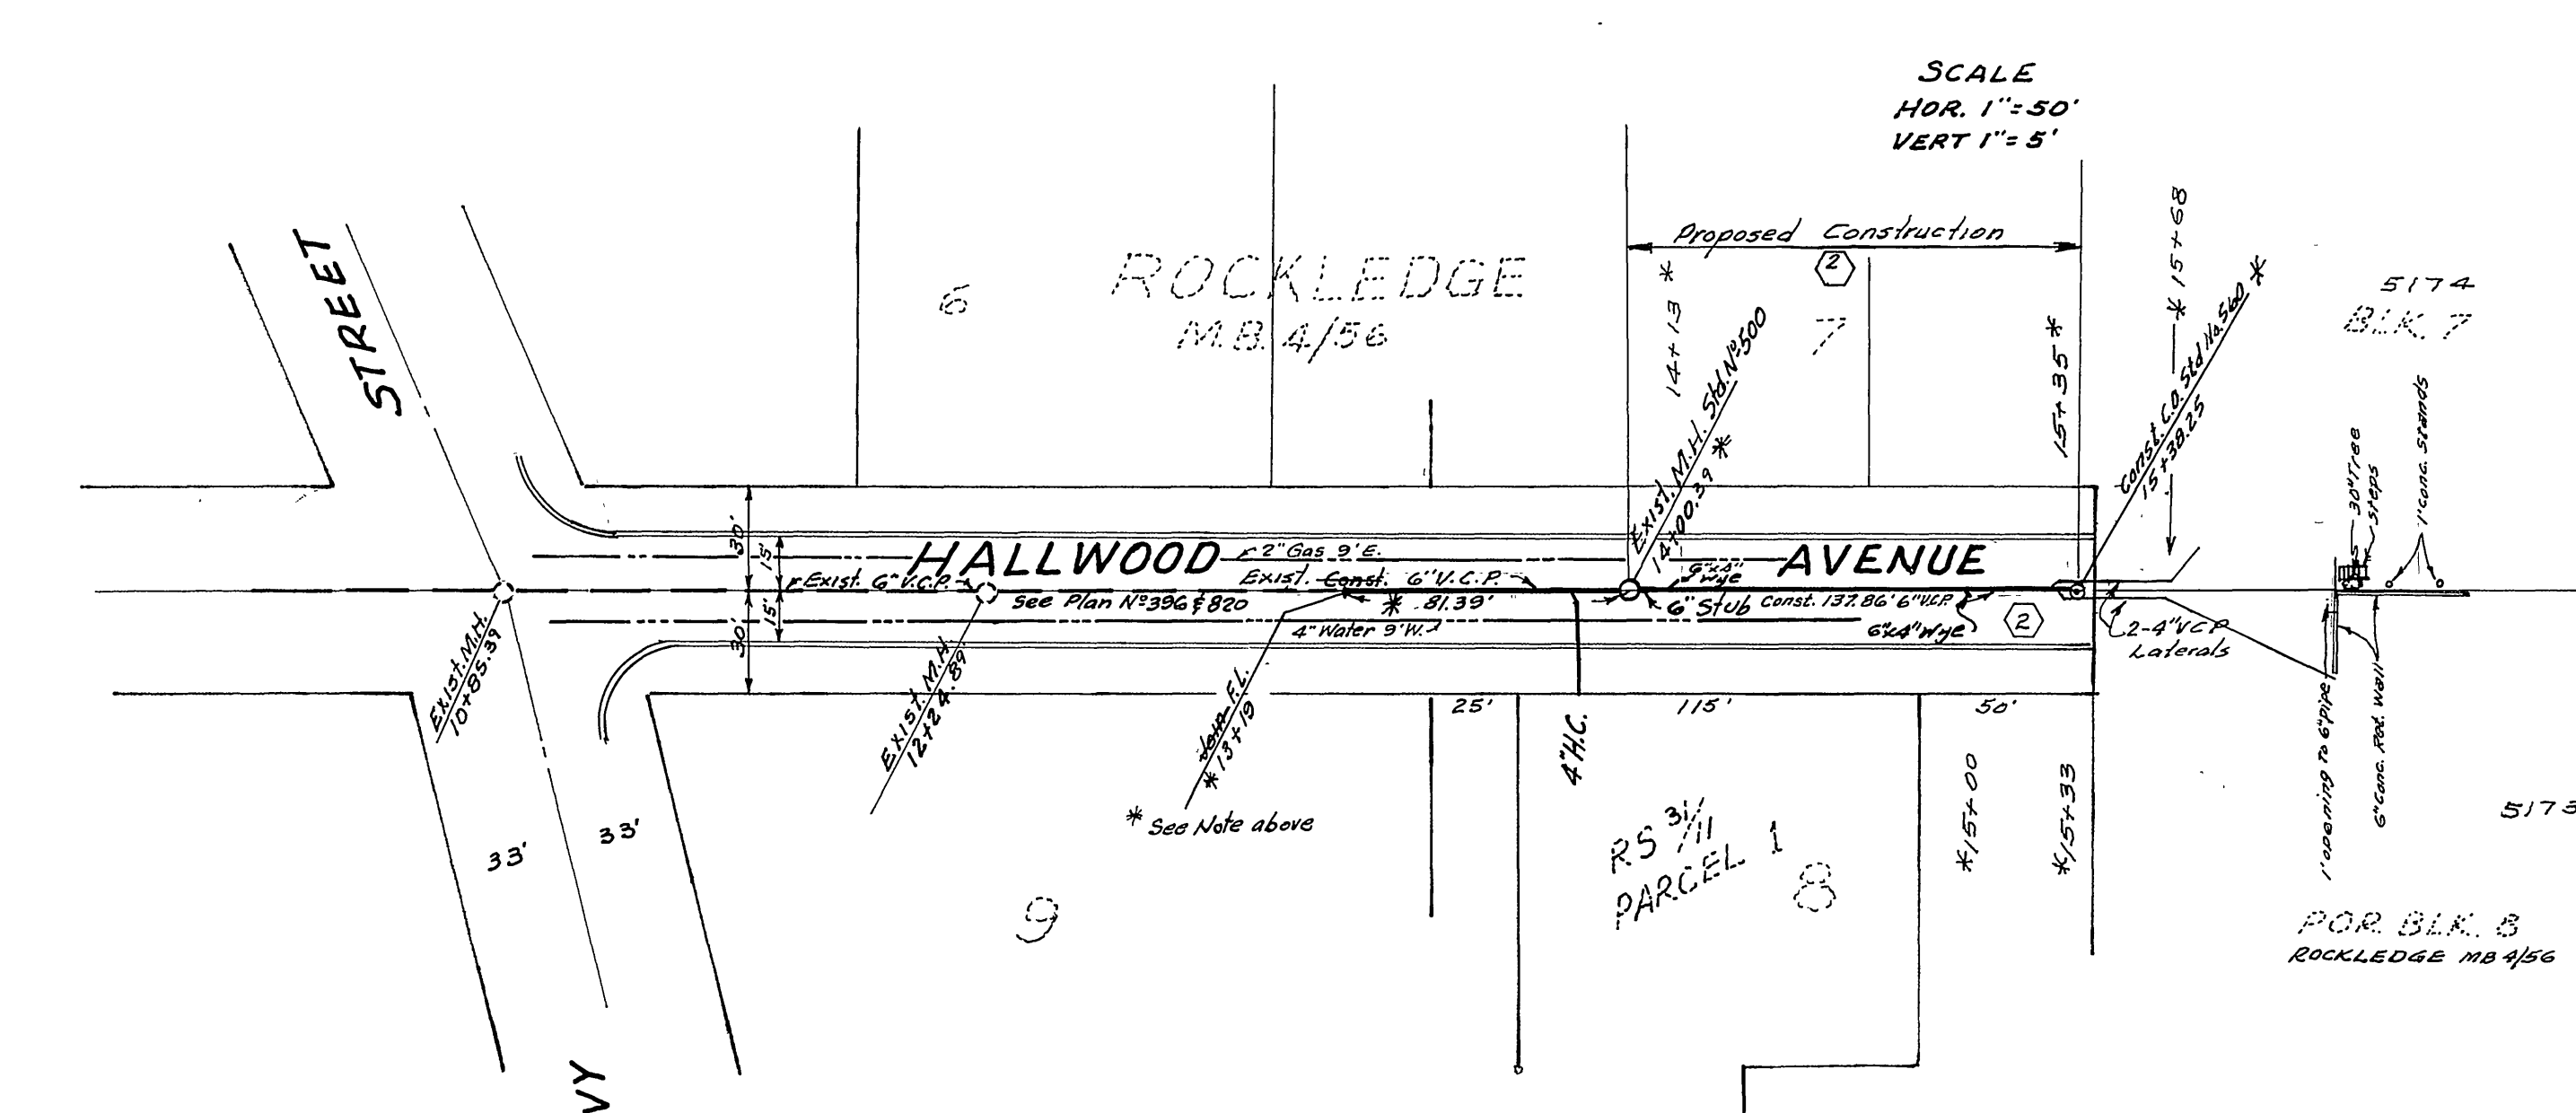 SCALE
HOR. 1"=50'
VERT 1"=5'
Proposed Construction
2
14+13 *
15+35 *
* 15+68
Exist. M.H. Std. Nº500
14+00.39 *
Const. C.O. Std No. 560 *
15+38.25
STREET
6
ROCKLEDGE
M.B. 4/56
7
5174
BLK. 7
30"Tree
Steps
1"conc. Stands
30'
15'
15'
30'
HALLWOOD
AVENUE
2" Gas 9'E.
Exist. 6" V.C.P.
Exist. Const. 6" V.C.P.
6"x4" Wye
See Plan Nº396 & 820
* 81.39'
6" Stub
Const. 137.86' 6" V.C.P.
4" Water 9'W.
6"x4" Wye
2
2-4" V.C.P.
Laterals
Exist. M.H.
10+85.39
Exist. M.H.
12+24.89
F.L.
* 13+19
* See Note above
25'
115'
50'
4" H.C.
*15+00
*15+33
1" opening to 6" pipe
6" Conc. Ret. Wall
33'
33'
9
RS 31/11
PARCEL 1
8
5173
POR. BLK. 8
ROCKLEDGE MB 4/56
VY